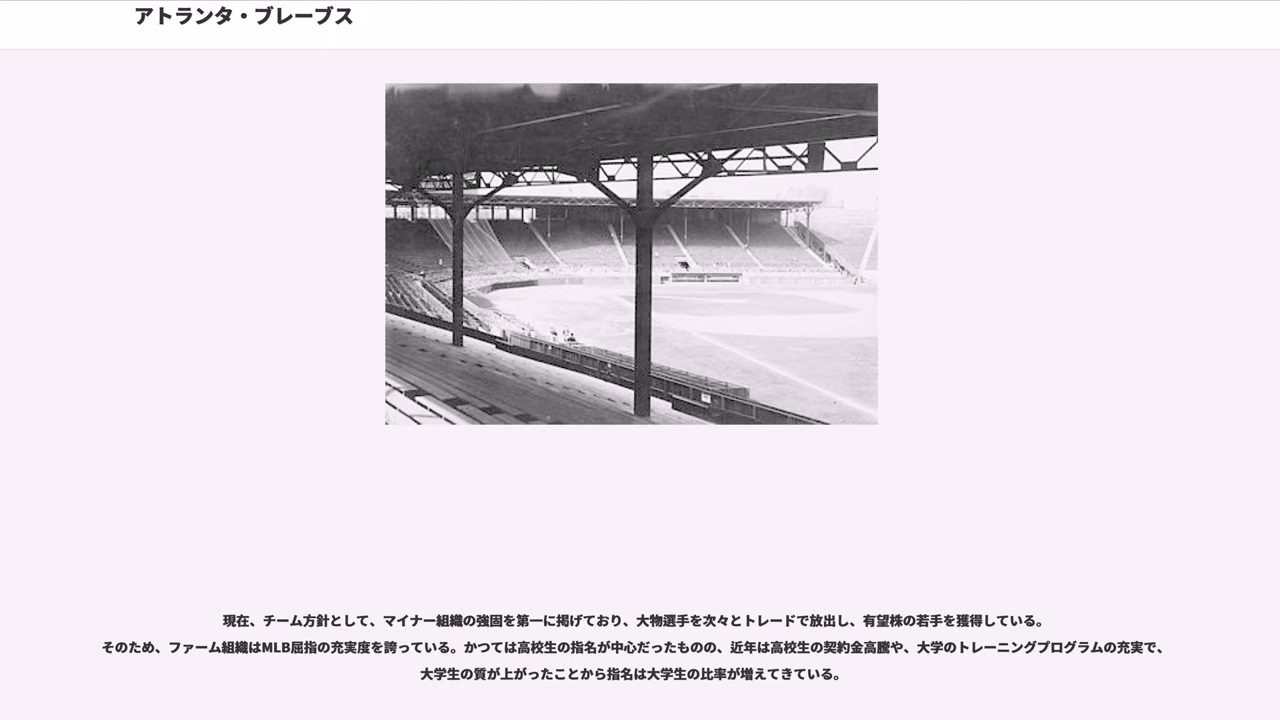 アトランタ・ブレーブス
現在、チーム方針として、マイナー組織の強固を第一に掲げており、大物選手を次々とトレードで放出し、有望株の若手を獲得している。
そのため、ファーム組織はMLB屈指の充実度を誇っている。かつては高校生の指名が中心だったものの、近年は高校生の契約金高騰や、大学のトレーニングプログラムの充実で、
大学生の質が上がったことから指名は大学生の比率が増えてきている。